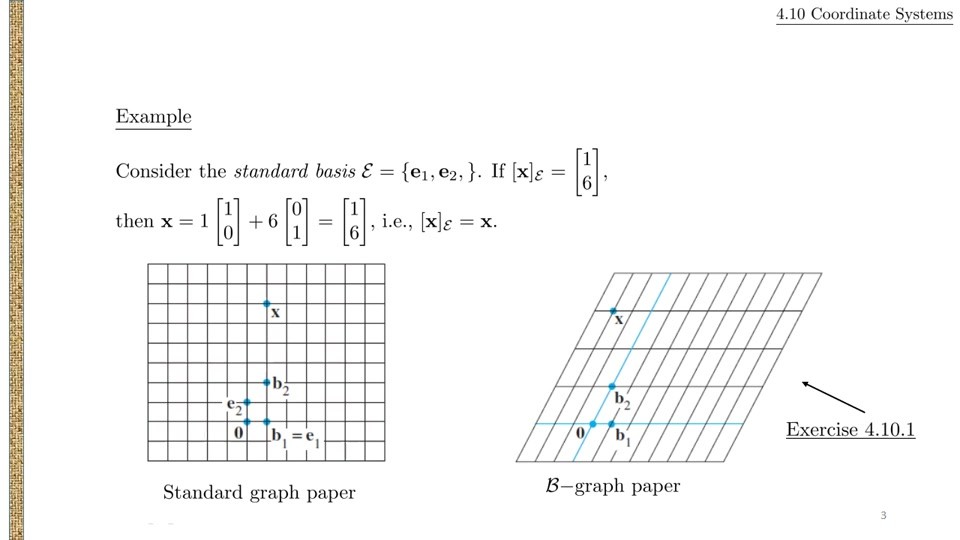 4.10 Coordinate Systems
Example
Consider the standard basis ℰ = {e₁, e₂, }. If [x]ℰ = [1 6],
then x = 1 [1 0] + 6 [0 1] = [1 6], i.e., [x]ℰ = x.
x
b₂
e₂
0 b₁ = e₁
Standard graph paper
x
b₂
0 b₁
ℬ−graph paper
Exercise 4.10.1
3